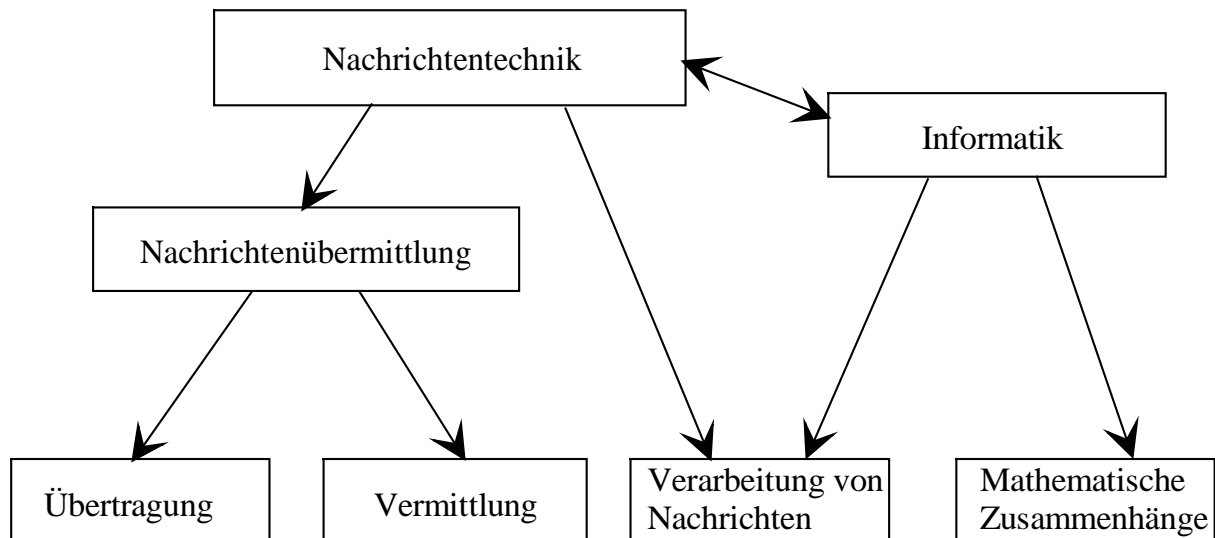 Nachrichtentechnik
Informatik
Nachrichtenübermittlung
Übertragung
Vermittlung
Verarbeitung von
Nachrichten
Mathematische
Zusammenhänge